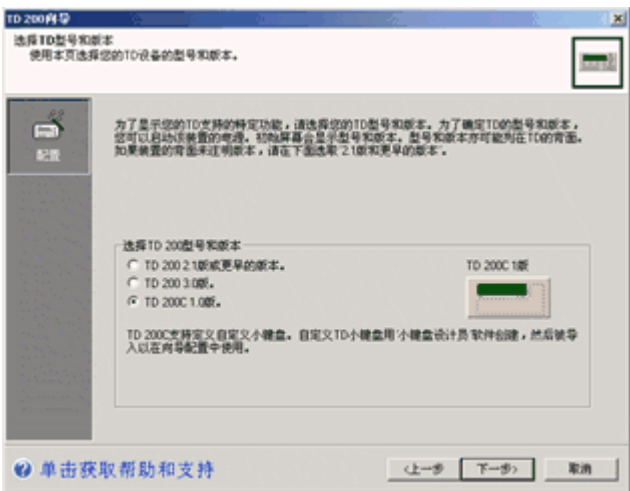 TD 200向导
选择TD型号和版本
使用本页选择您的TD设备的型号和版本。
配置
为了显示您的TD支持的特定功能，请选择您的TD型号和版本。为了确定TD的型号和版本，
您可以启动该装置的电源。初始屏幕会显示型号和版本。型号和版本亦可能列在TD的背面。
如果装置的背面未注明版本，请在下面选取"2.1版和更早的版本"。
选择TD 200型号和版本
TD 200 2.1版或更早的版本。
TD 200C 1版
TD 200 3.0版。
TD 200C 1.0版。
TD 200C支持定义自定义小键盘。自定义TD小键盘用"小键盘设计员"软件创建，然后被导
入以在向导配置中使用。
单击获取帮助和支持
<上一步
下一步>
取消